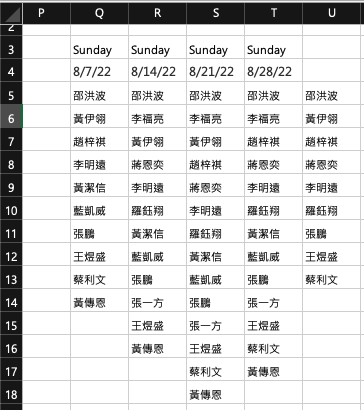 P Q R S T U
2
3 Sunday Sunday Sunday Sunday
4 8/7/22 8/14/22 8/21/22 8/28/22
5 邵洪波 邵洪波 邵洪波 邵洪波 邵洪波
6 黃伊翎 李福亮 李福亮 李福亮 黃伊翎
7 趙梓祺 黃伊翎 黃伊翎 趙梓祺 趙梓祺
8 李明遠 蔣恩奕 趙梓祺 蔣恩奕 蔣恩奕
9 黃潔信 李明遠 蔣恩奕 李明遠 李明遠
10 藍凱威 羅鈺翔 李明遠 羅鈺翔 羅鈺翔
11 張鵬 黃潔信 羅鈺翔 黃潔信 張鵬
12 王煜盛 藍凱威 黃潔信 藍凱威 王煜盛
13 蔡利文 張鵬 藍凱威 張鵬 蔡利文
14 黃傳恩 張一方 張鵬 張一方
15 王煜盛 張一方 王煜盛
16 黃傳恩 王煜盛 蔡利文
17 蔡利文 黃傳恩
18 黃傳恩